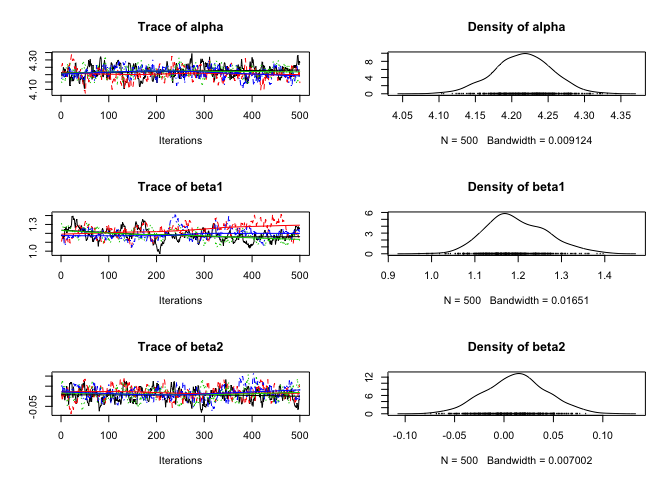 Trace of alpha
4.10 4.30
0 100 200 300 400 500
Iterations
Density of alpha
0 4 8
4.05 4.10 4.15 4.20 4.25 4.30 4.35
N = 500 Bandwidth = 0.009124
Trace of beta1
1.0 1.3
0 100 200 300 400 500
Iterations
Density of beta1
0 3 6
0.9 1.0 1.1 1.2 1.3 1.4
N = 500 Bandwidth = 0.01651
Trace of beta2
-0.05
0 100 200 300 400 500
Iterations
Density of beta2
0 4 8 12
-0.10 -0.05 0.00 0.05 0.10
N = 500 Bandwidth = 0.007002